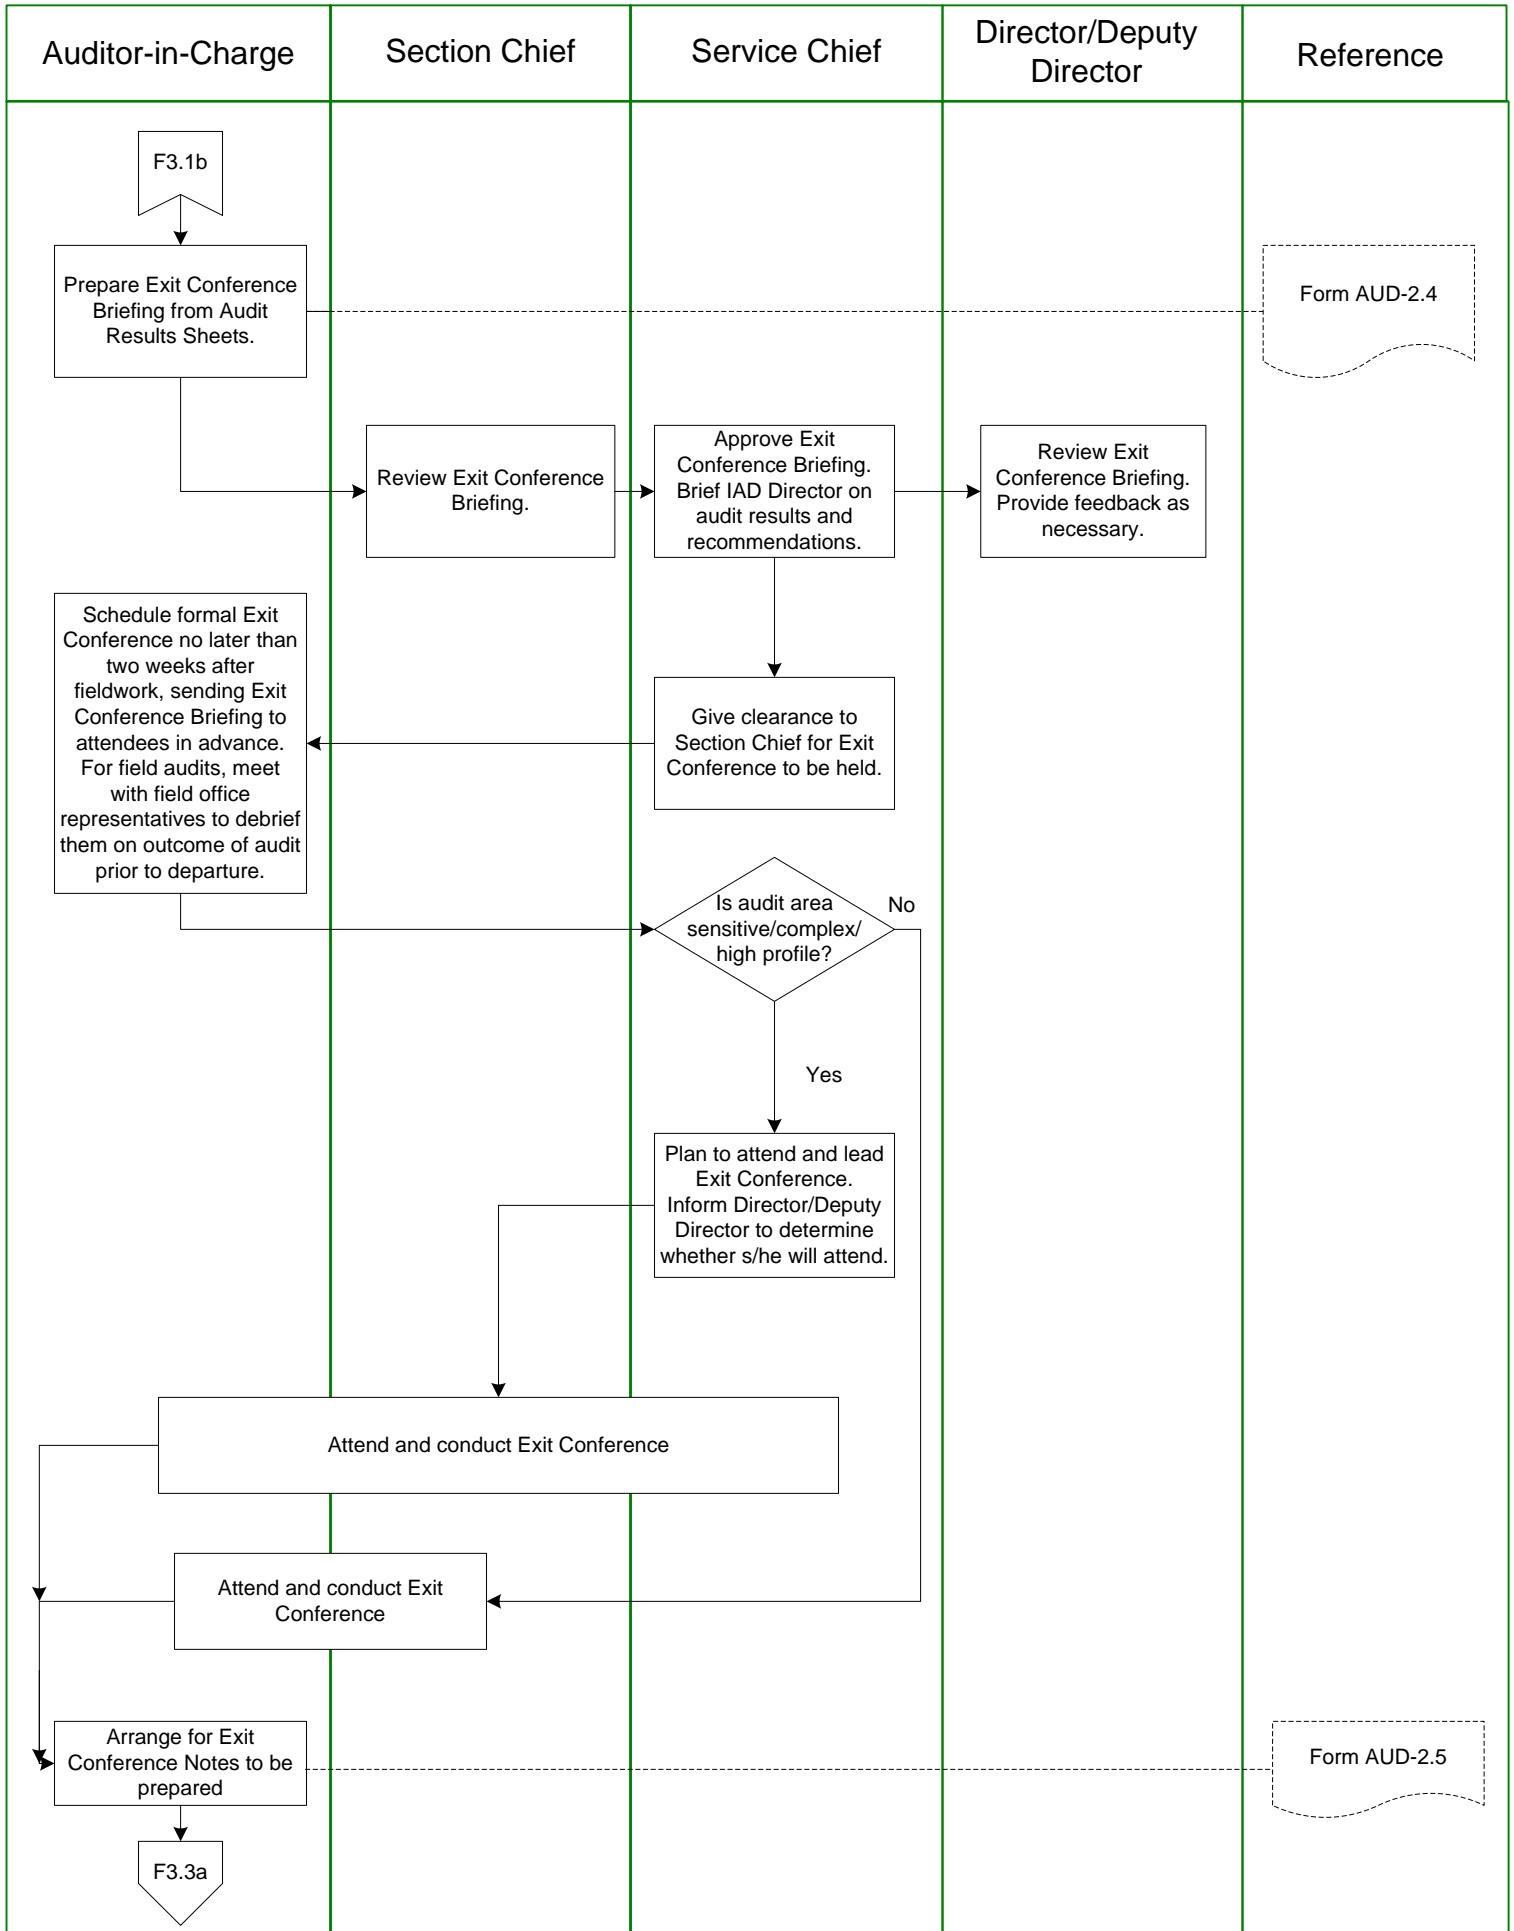 Auditor-in-Charge
Section Chief
Service Chief
Director/Deputy
Director
Reference
F3.1b
Prepare Exit Conference
Briefing from Audit
Results Sheets.
Form AUD-2.4
Review Exit Conference
Briefing.
Approve Exit
Conference Briefing.
Brief IAD Director on
audit results and
recommendations.
Review Exit
Conference Briefing.
Provide feedback as
necessary.
Schedule formal Exit
Conference no later than
two weeks after
fieldwork, sending Exit
Conference Briefing to
attendees in advance.
For field audits, meet
with field office
representatives to debrief
them on outcome of audit
prior to departure.
Give clearance to
Section Chief for Exit
Conference to be held.
Is audit area
sensitive/complex/
high profile?
No
Yes
Plan to attend and lead
Exit Conference.
Inform Director/Deputy
Director to determine
whether s/he will attend.
Attend and conduct Exit Conference
Attend and conduct Exit
Conference
Arrange for Exit
Conference Notes to be
prepared
Form AUD-2.5
F3.3a